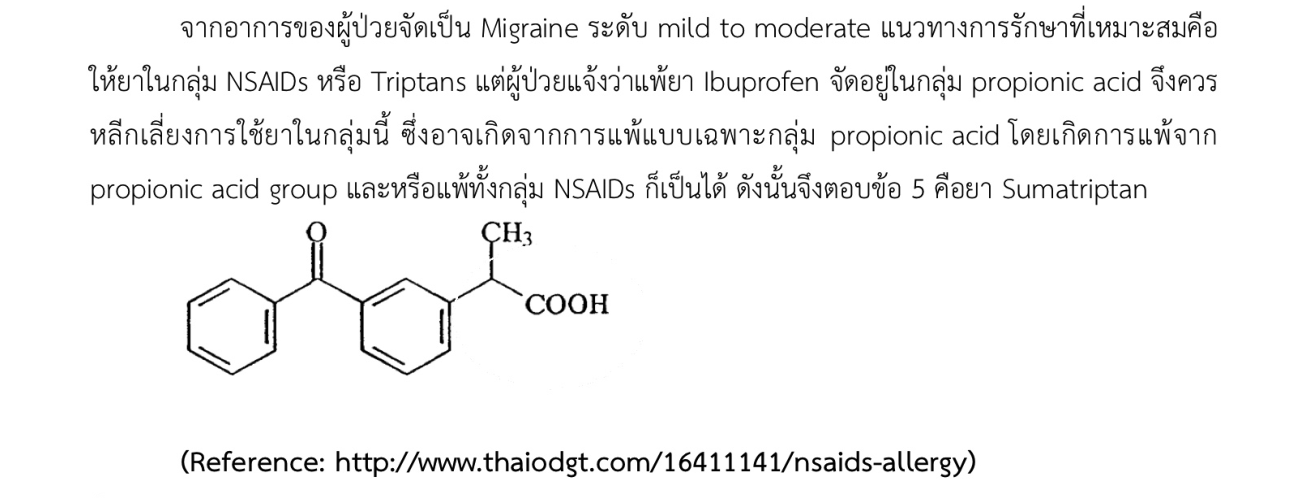 จากอาการของผู้ป่วยจัดเป็น Migraine ระดับ mild to moderate แนวทางการรักษาที่เหมาะสมคือ
ให้ยาในกลุ่ม NSAIDs หรือ Triptans แต่ผู้ป่วยแจ้งว่าแพ้ยา Ibuprofen จัดอยู่ในกลุ่ม propionic acid จึงควร
หลีกเลี่ยงการใช้ยาในกลุ่มนี้ ซึ่งอาจเกิดจากการแพ้แบบเฉพาะกลุ่ม propionic acid โดยเกิดการแพ้จาก
propionic acid group และหรือแพ้ทั้งกลุ่ม NSAIDs ก็เป็นได้ ดังนั้นจึงตอบข้อ 5 คือยา Sumatriptan
O CH3
COOH
(Reference: http://www.thaiodgt.com/16411141/nsaids-allergy)